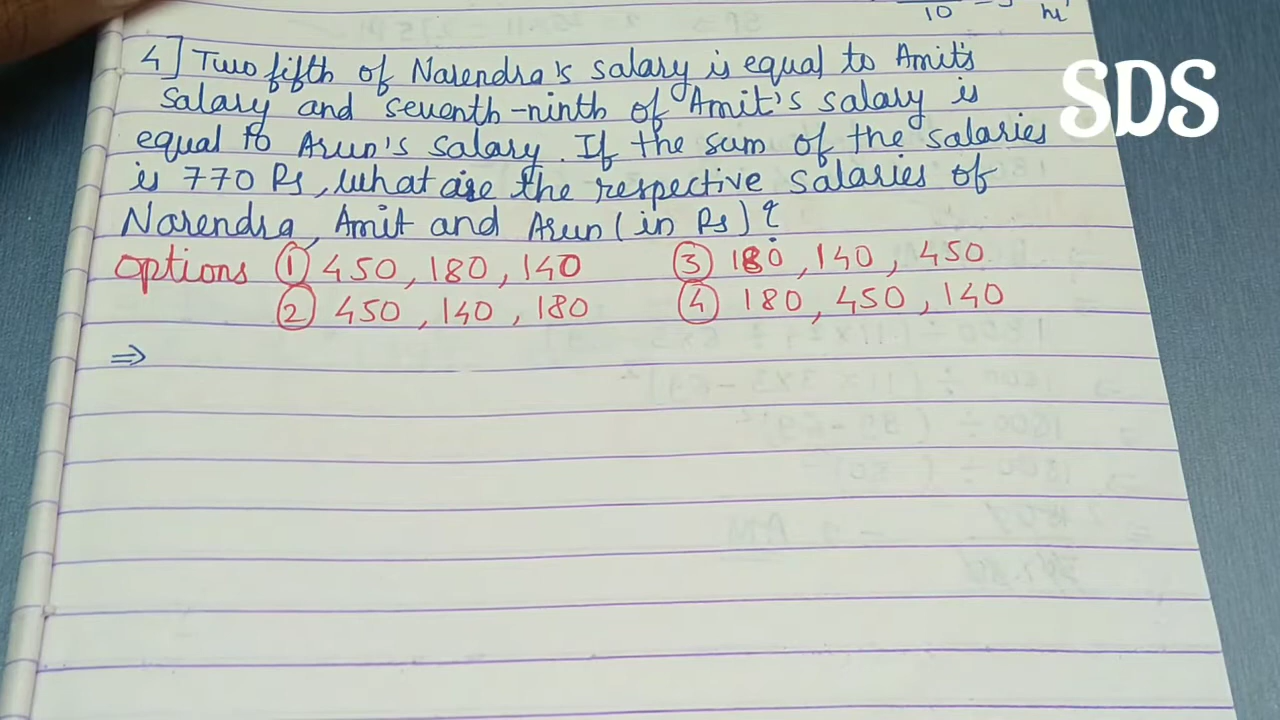 10
hr
SDS
4] Two fifth of Narendra's salary is equal to Amit's
salary and seventh-ninth of Amit's salary is
equal to Arun's salary. If the sum of the salaries
is 770 Rs, what are the respective salaries of
Narendra, Amit and Arun (in Rs) ?
options ① 450, 180, 140 ③ 180, 140, 450
② 450, 140, 180 ④ 180, 450, 140
⇒